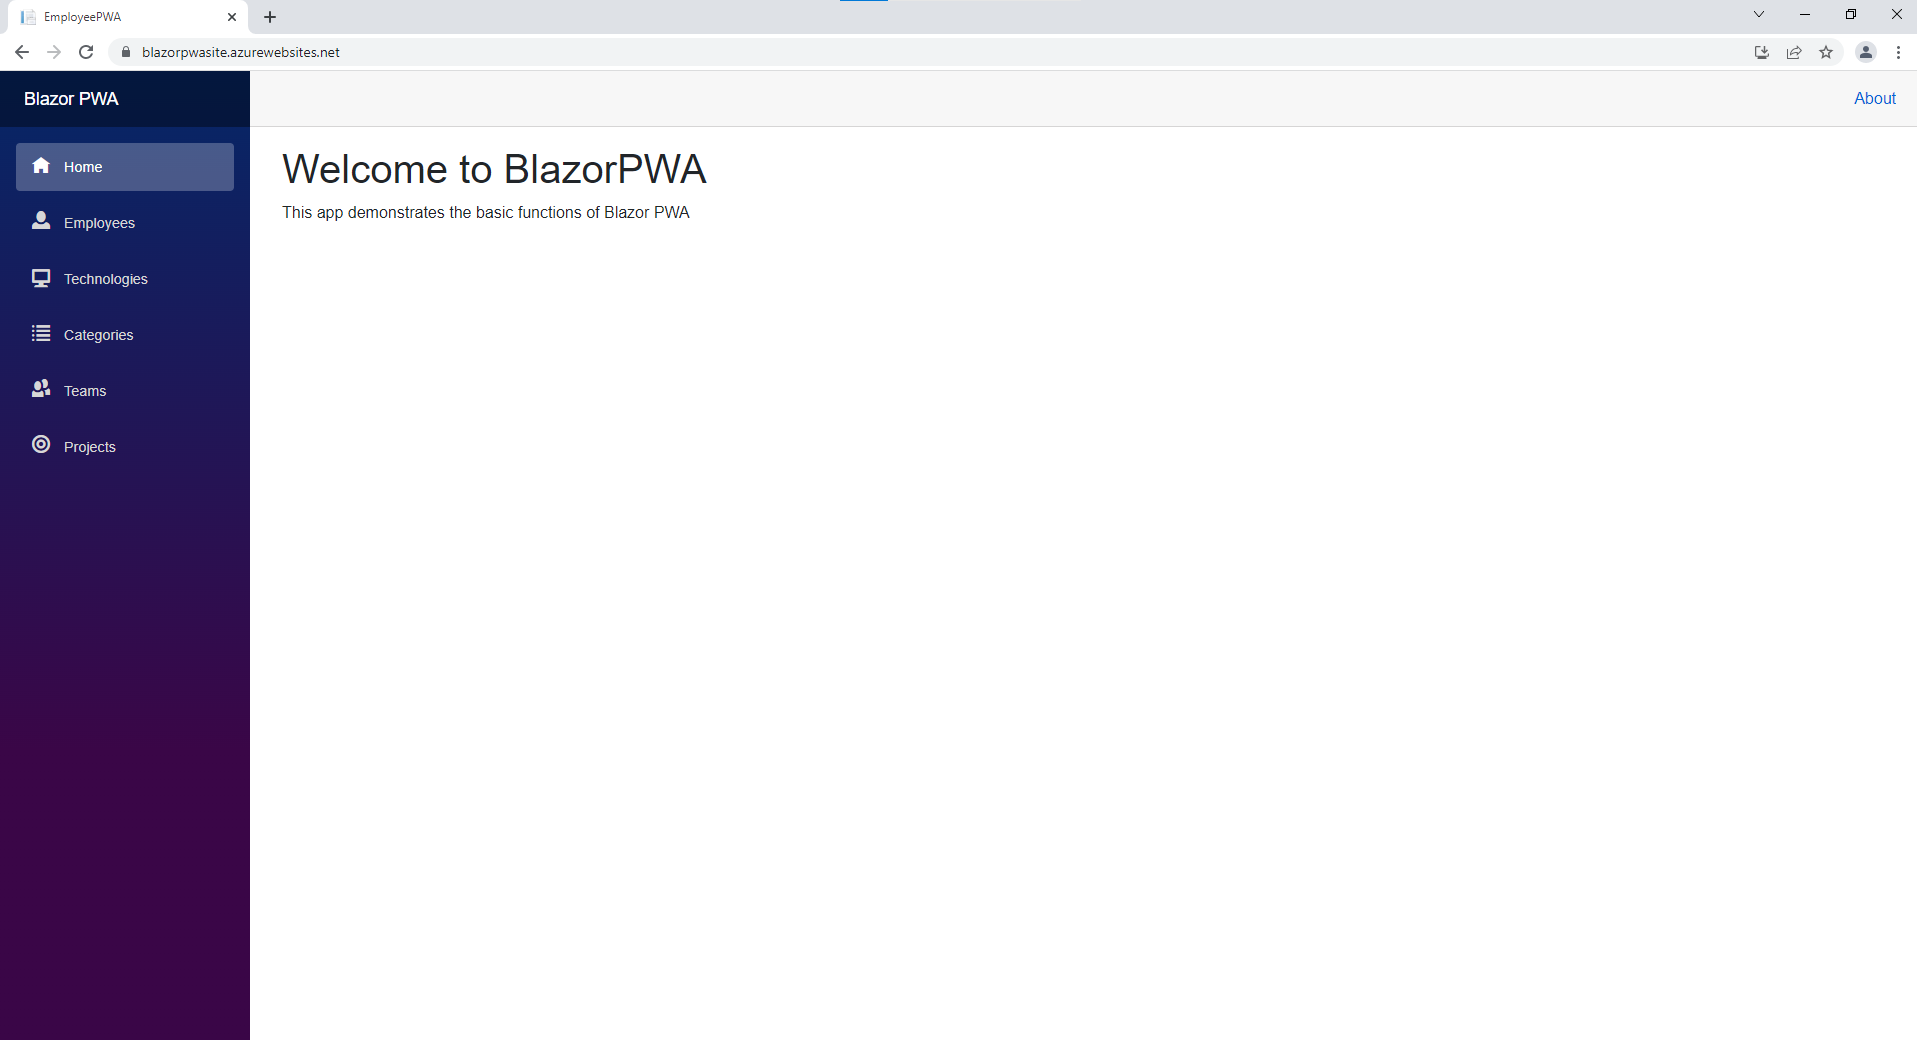 EmployeePWA
blazorpwasite.azurewebsites.net
Blazor PWA
About
Home
Employees
Technologies
Categories
Teams
Projects
Welcome to BlazorPWA
This app demonstrates the basic functions of Blazor PWA